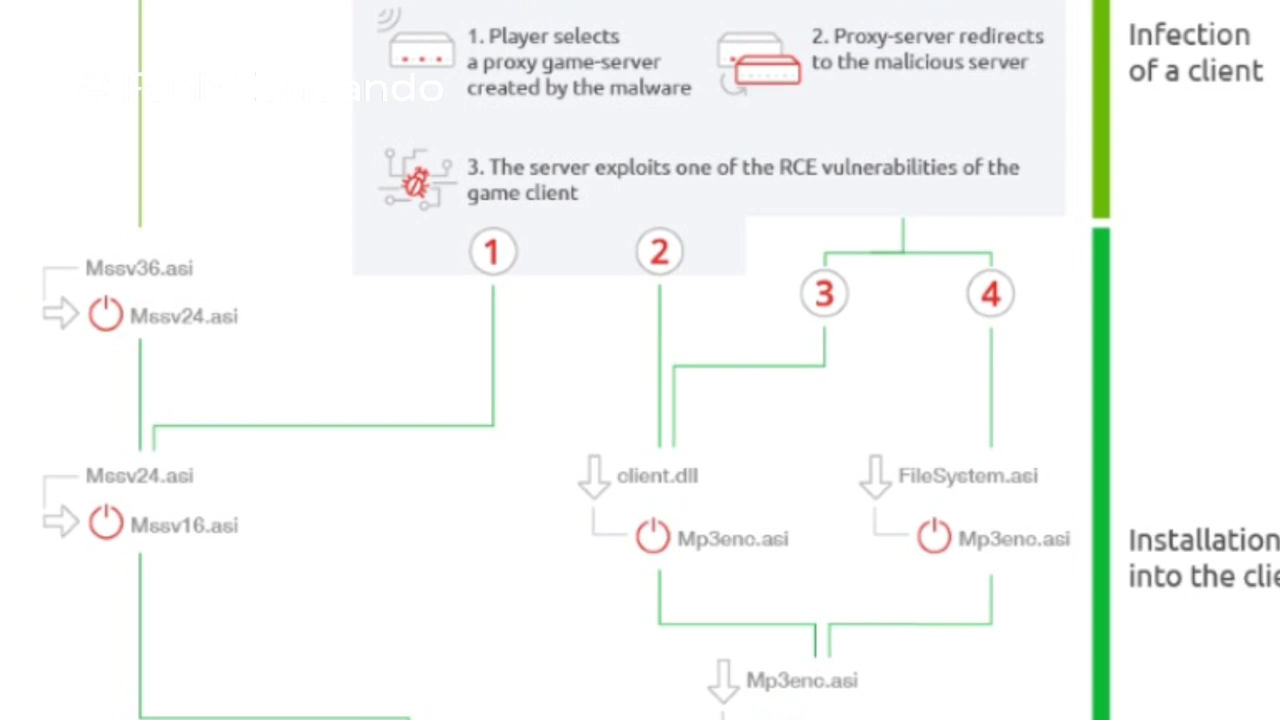 1. Player selects
a proxy game-server
created by the malware
2. Proxy-server redirects
to the malicious server
3. The server exploits one of the RCE vulnerabilities of the
game client
Infection
of a client
1
2
3
4
Mssv36.asi
Mssv24.asi
Mssv24.asi
Mssv16.asi
client.dll
Mp3enc.asi
FileSystem.asi
Mp3enc.asi
Installation
into the clie
Mp3enc.asi